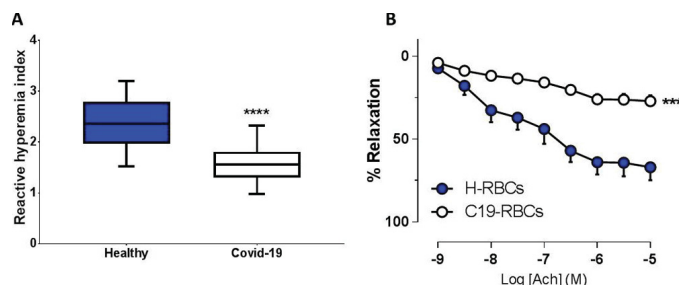 A
Reactive hyperemia index
4
3
2
1
0
****
Healthy
Covid-19
B
% Relaxation
0
50
100
H-RBCs
C19-RBCs
***
-9
-8
-7
-6
-5
Log [Ach] (M)